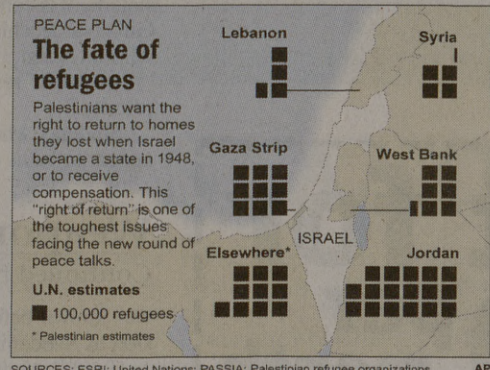 PEACE PLAN
The fate of
refugees
Palestinians want the
right to return to homes
they lost when Israel
became a state in 1948,
or to receive
compensation. This
"right of return" is one of
the toughest issues
facing the new round of
peace talks.
U.N. estimates
100,000 refugees
* Palestinian estimates
Lebanon
Syria
Gaza Strip
West Bank
ISRAEL
Elsewhere*
Jordan
SOURCES: ESRI; United Nations; PASSIA; Palestinian refugee organizations
AP